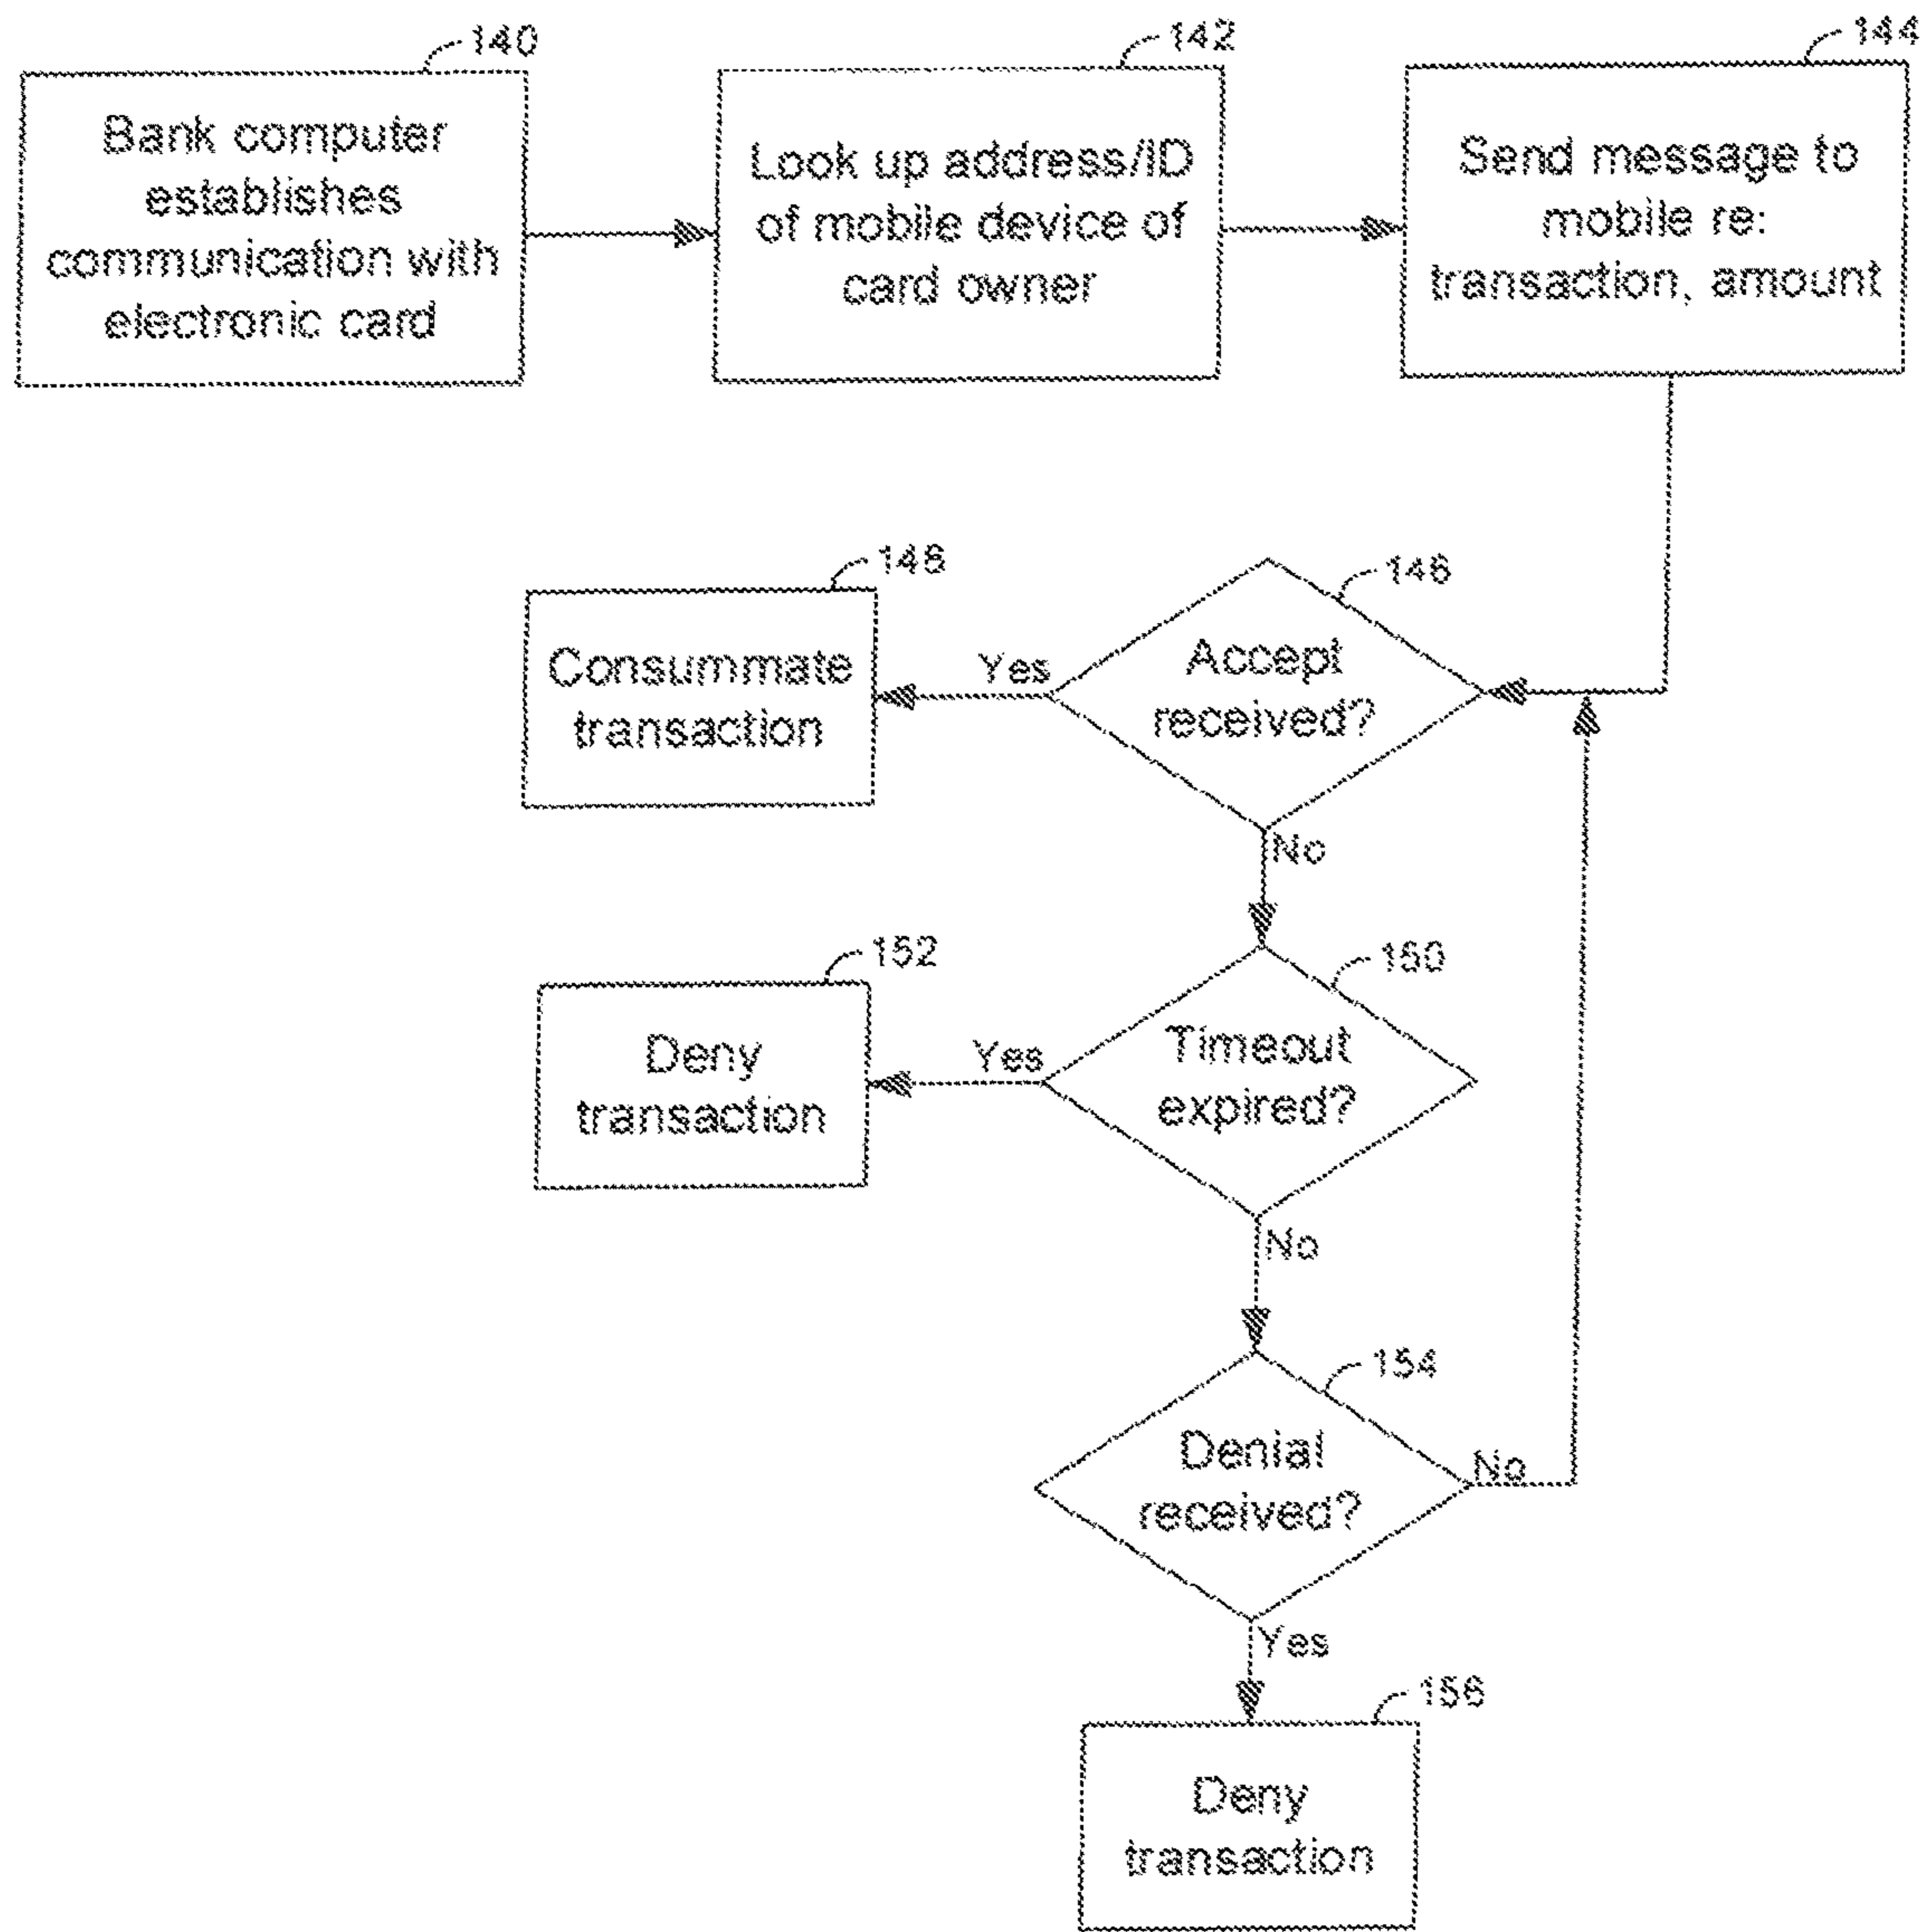 140
Bank computer
establishes
communication with
electronic card
142
Look up address/ID
of mobile device of
card owner
144
Send message to
mobile re:
transaction, amount
148
Consummate
transaction
Yes
146
Accept
received?
No
152
Deny
transaction
Yes
150
Timeout
expired?
No
154
Denial
received?
No
Yes
156
Deny
transaction